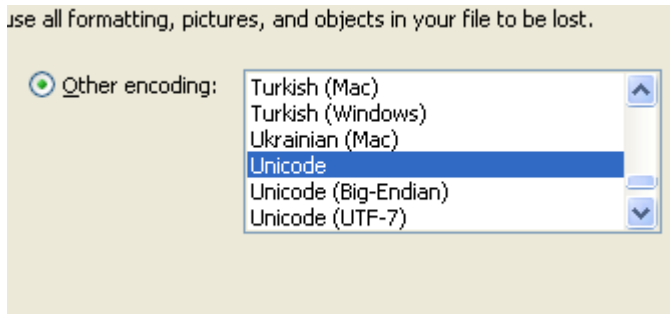 use all formatting, pictures, and objects in your file to be lost.
Other encoding:
Turkish (Mac)
Turkish (Windows)
Ukrainian (Mac)
Unicode
Unicode (Big-Endian)
Unicode (UTF-7)